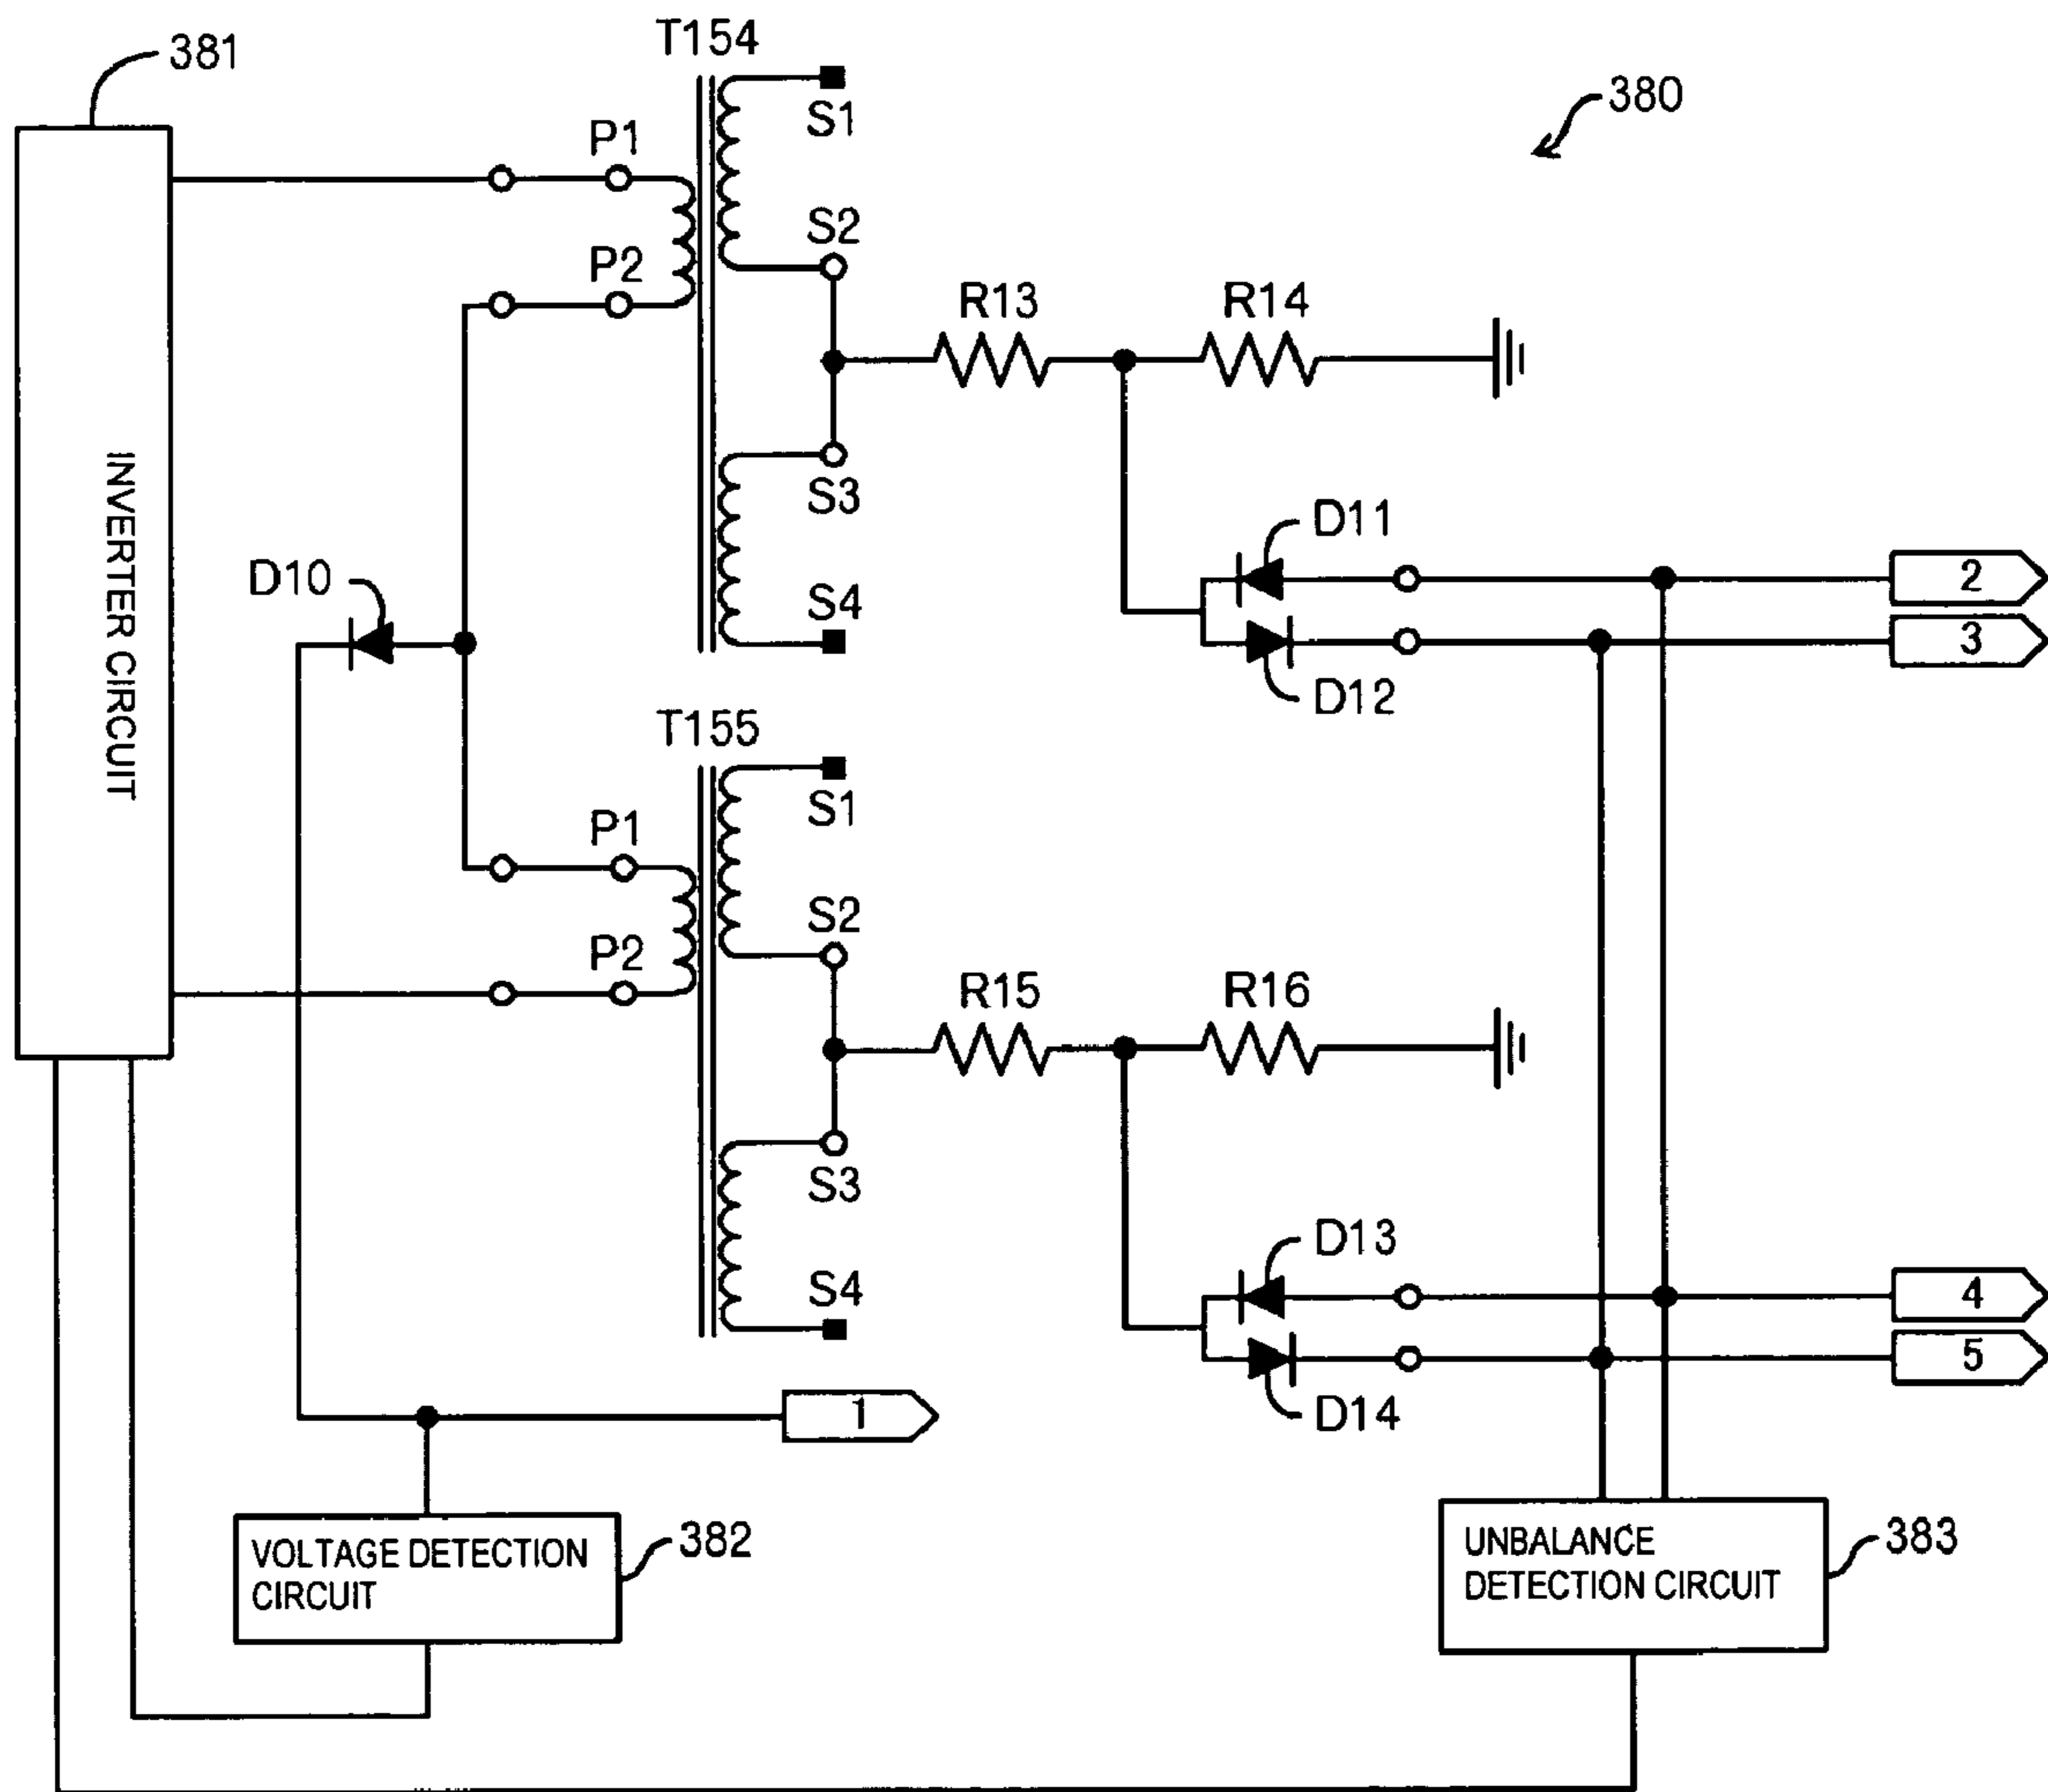 381
T154
380
S1
P1
S2
P2
R13
R14
INVERTER CIRCUIT
S3
D11
D10
2
S4
3
D12
T155
S1
P1
S2
P2
R15
R16
S3
D13
S4
4
5
1
D14
VOLTAGE DETECTION
CIRCUIT
382
UNBALANCE
DETECTION CIRCUIT
383